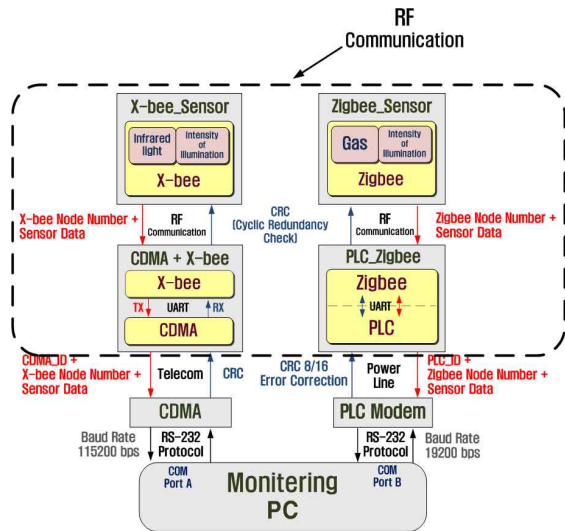 RF
Communication
X-bee_Sensor
Infrared
light
Intensity
of
Illumination
X-bee
Zigbee_Sensor
Gas
Intensity
of
Illumination
Zigbee
X-bee Node Number +
Sensor Data
RF
Communication
CRC
(Cyclic Redundancy
Check)
RF
Communication
Zigbee Node Number +
Sensor Data
CDMA + X-bee
X-bee
TX
UART
RX
CDMA
PLC_Zigbee
Zigbee
UART
PLC
CDMA_ID +
X-bee Node Number +
Sensor Data
Telecom
CRC
CRC 8/16
Error Correction
Power
Line
PLC_ID +
Zigbee Node Number +
Sensor Data
CDMA
PLC Modem
Baud Rate
115200 bps
RS-232
Protocol
RS-232
Protocol
Baud Rate
19200 bps
COM
Port A
COM
Port B
Monitering
PC